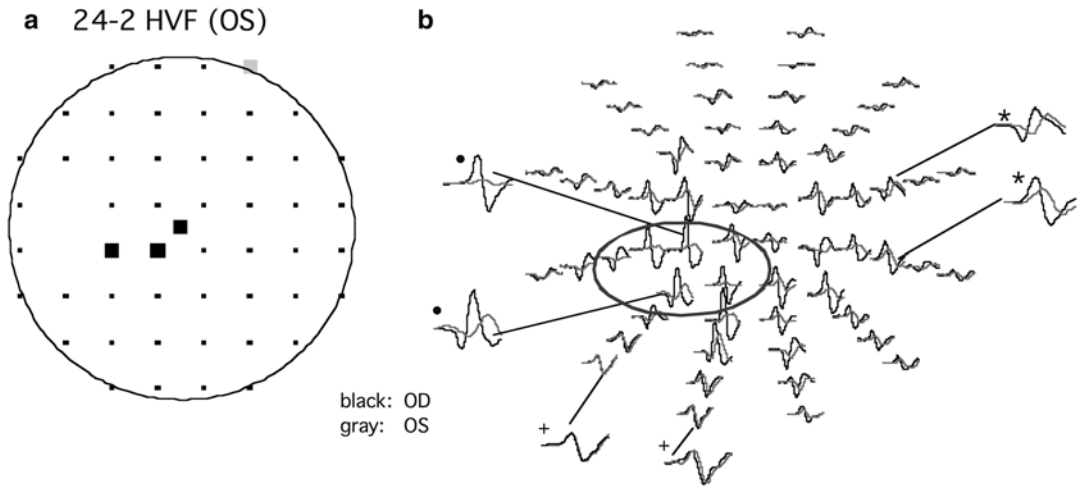 a 24-2 HVF (OS)
b
*
*
•
•
black: OD
gray: OS
+
+